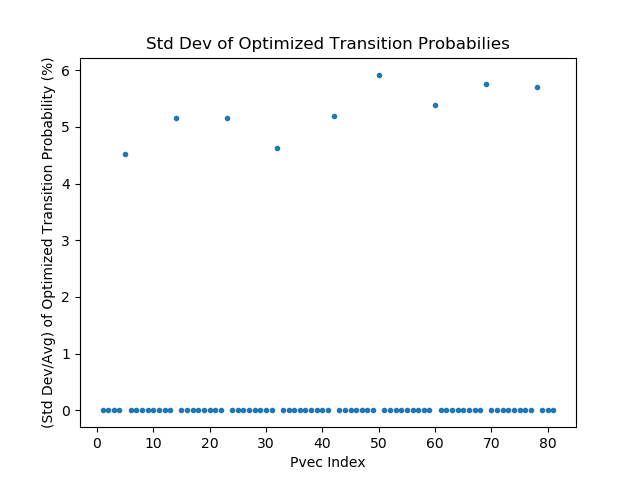 Std Dev of Optimized Transition Probabilies
(Std Dev/Avg) of Optimized Transition Probability (%)
6
5
4
3
2
1
0
0 10 20 30 40 50 60 70 80
Pvec Index